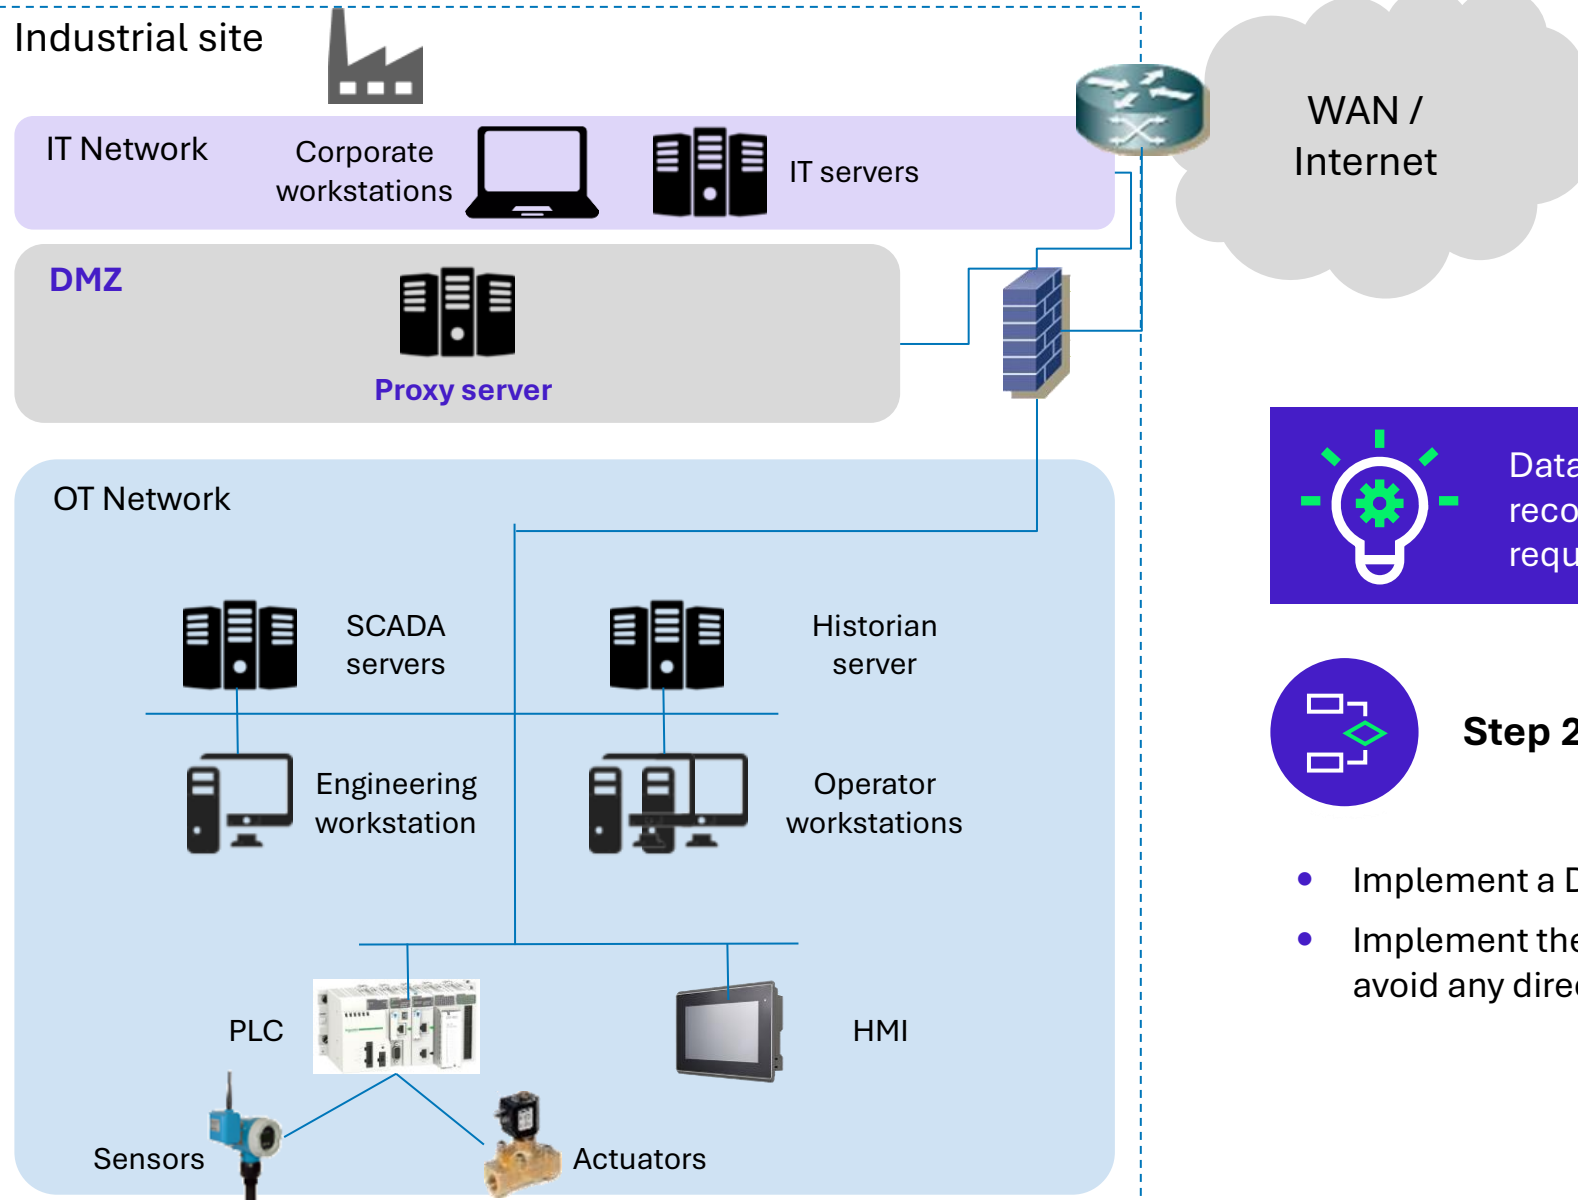 Industrial site
IT Network
Corporate
workstations
IT servers
WAN /
Internet
DMZ
Proxy server
OT Network
SCADA
servers
Historian
server
Engineering
workstation
Operator
workstations
PLC
HMI
Sensors
Actuators
Data
reco
requ
Step 2
Implement a D
Implement the
avoid any direc